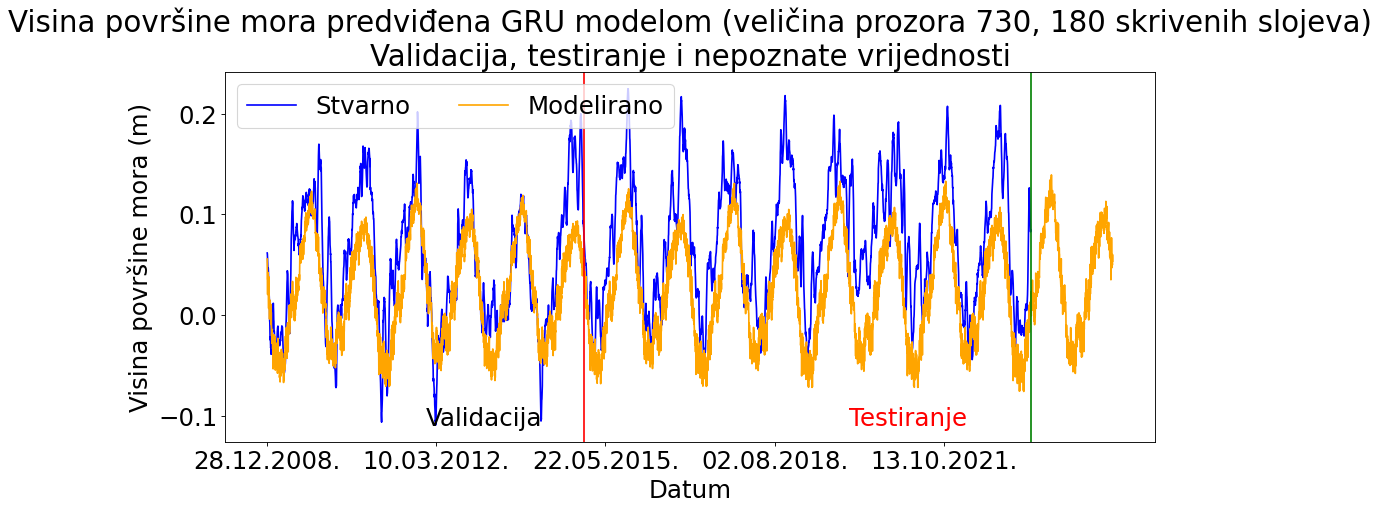 Visina površine mora predviđena GRU modelom (veličina prozora 730, 180 skrivenih slojeva)
Validacija, testiranje i nepoznate vrijednosti
Stvarno
Modelirano
Visina površine mora (m)
0.2
0.1
0.0
−0.1
Validacija
Testiranje
28.12.2008.
10.03.2012.
22.05.2015.
02.08.2018.
13.10.2021.
Datum